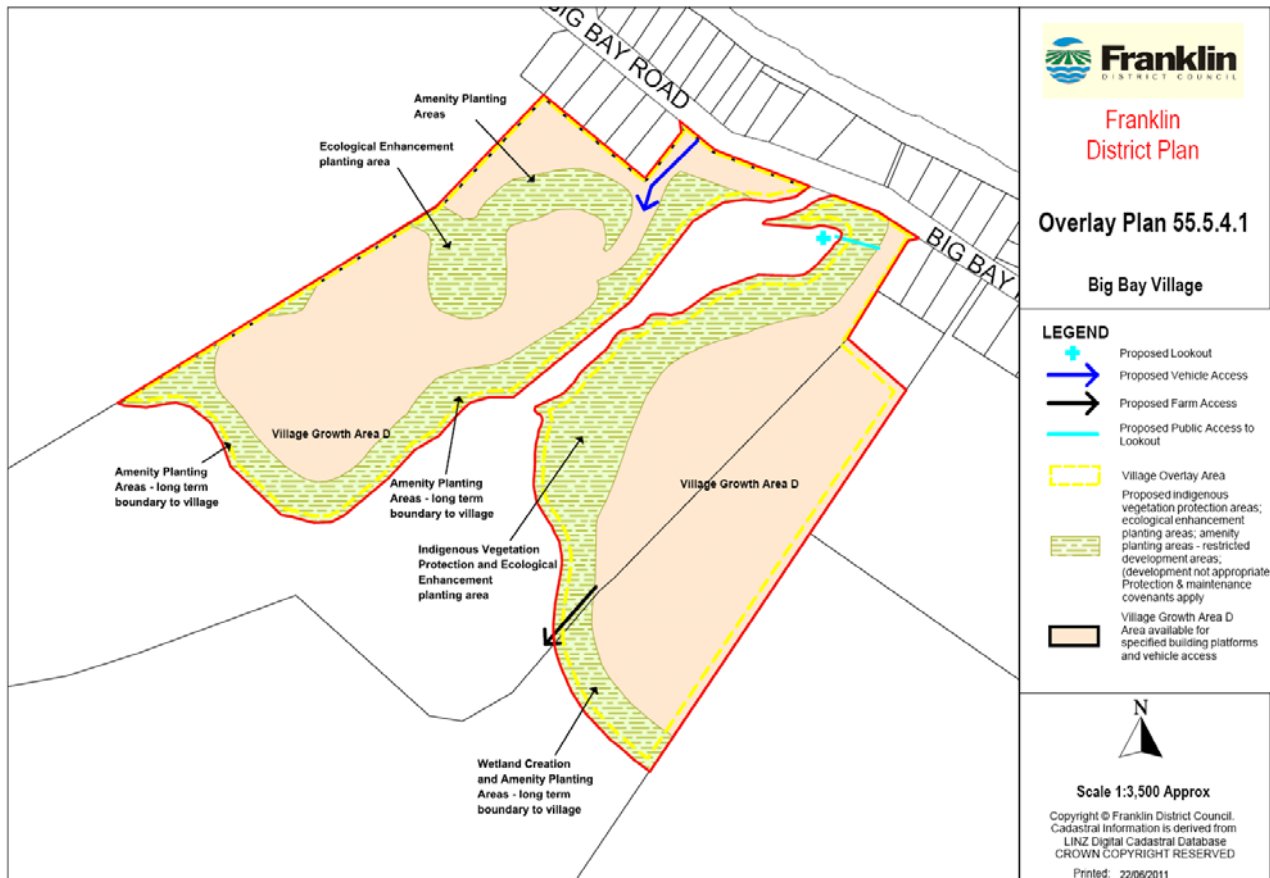 BIG BAY ROAD
Amenity Planting
Areas
Ecological Enhancement
planting area
BIG BAY
Village Growth Area D
Amenity Planting
Areas - long term
boundary to village
Amenity Planting
Areas - long term
boundary to village
Village Growth Area D
Indigenous Vegetation
Protection and Ecological
Enhancement
planting area
Wetland Creation
and Amenity Planting
Areas - long term
boundary to village
Franklin
DISTRICT COUNCIL
Franklin
District Plan
Overlay Plan 55.5.4.1
Big Bay Village
LEGEND
Proposed Lookout
Proposed Vehicle Access
Proposed Farm Access
Proposed Public Access to
Lookout
Village Overlay Area
Proposed indigenous
vegetation protection areas;
ecological enhancement
planting areas; amenity
planting areas - restricted
development areas;
(development not appropriate
Protection & maintenance
covenants apply
Village Growth Area D
Area available for
specified building platforms
and vehicle access
N
Scale 1:3,500 Approx
Copyright © Franklin District Council.
Cadastral Information is derived from
LINZ Digital Cadastral Database
CROWN COPYRIGHT RESERVED
Printed: 22/06/2011